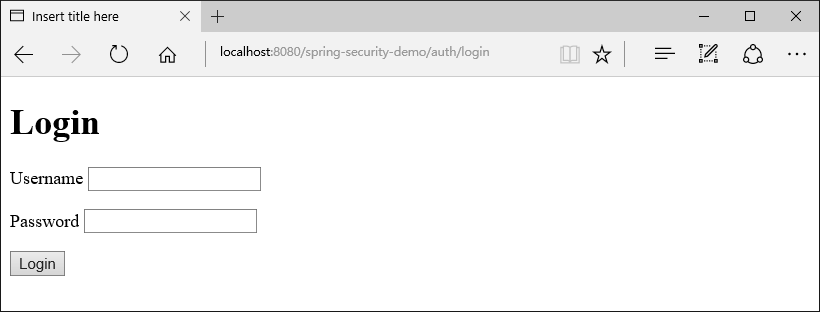 Insert title here
localhost:8080/spring-security-demo/auth/login
Login
Username
Password
Login